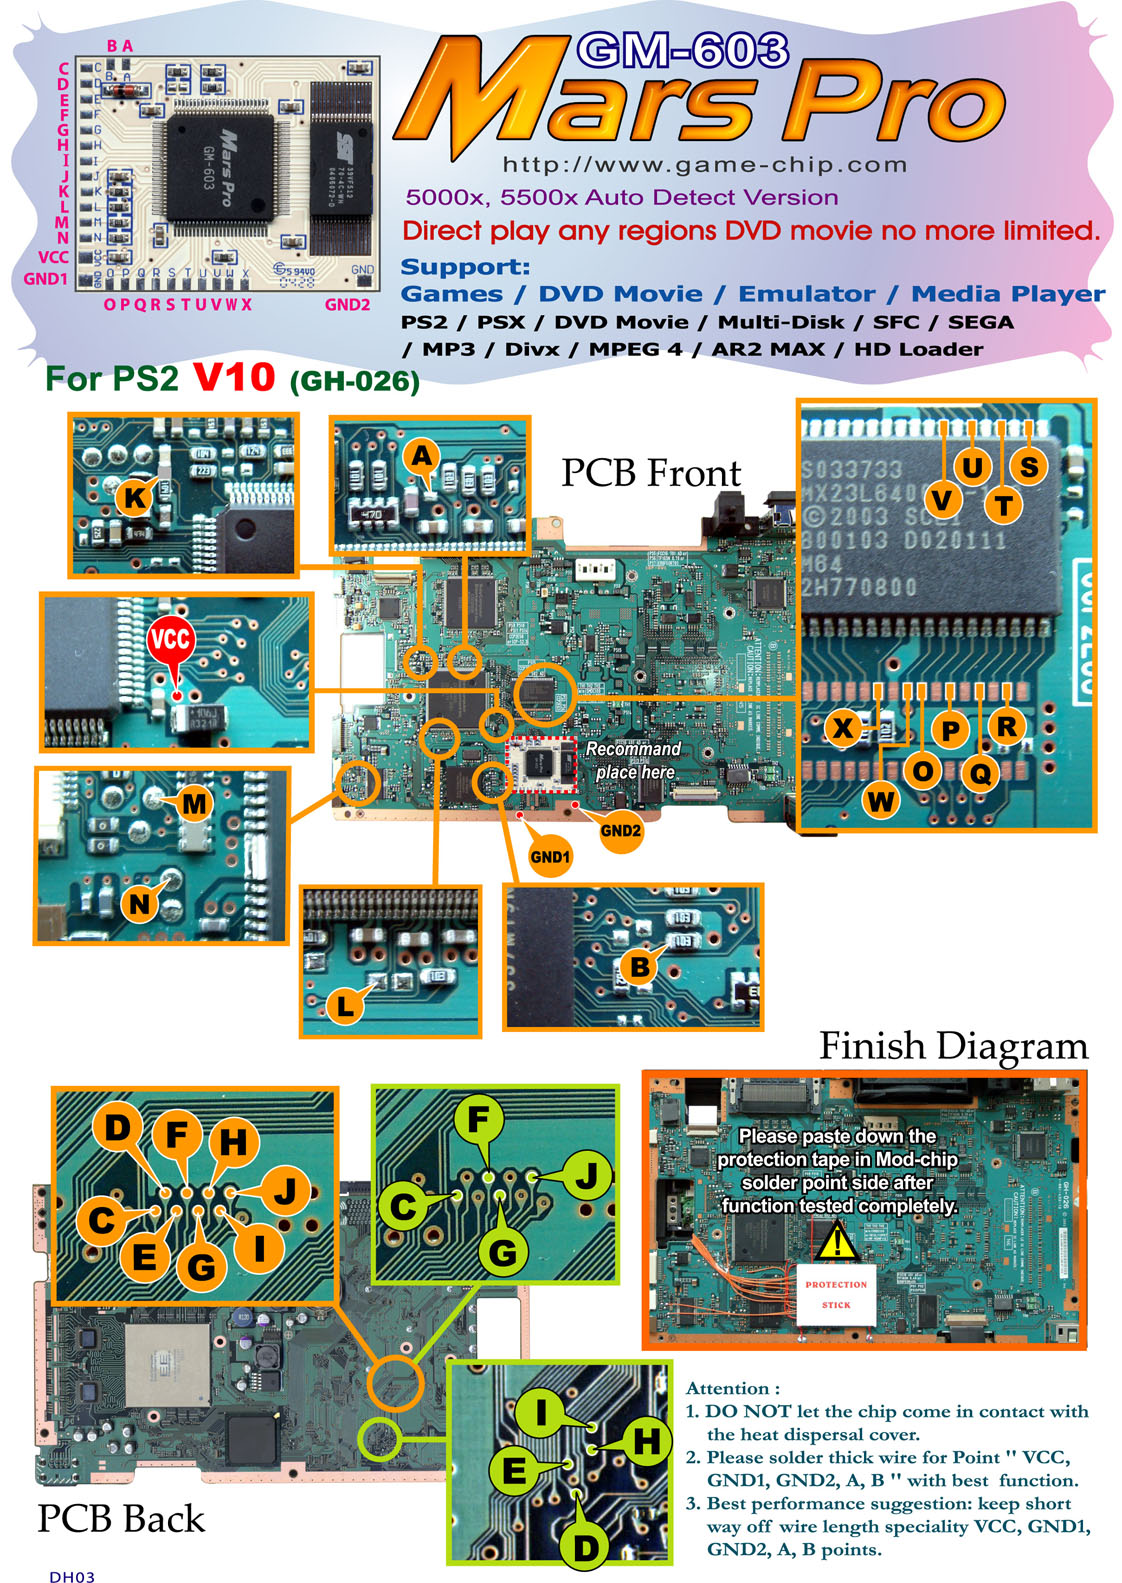 B A
C
D
E
F
G
H
I
J
K
L
M
N
VCC
GND1
O P Q R S T U V W X
GND2
Mars Pro
GM-603
SST
GND
0428
GM-603
Mars Pro
http://www.game-chip.com
5000x, 5500x Auto Detect Version
Direct play any regions DVD movie no more limited.
Support:
Games / DVD Movie / Emulator / Media Player
PS2 / PSX / DVD Movie / Multi-Disk / SFC / SEGA
/ MP3 / Divx / MPEG 4 / AR2 MAX / HD Loader
For PS2 V10 (GH-026)
K
A
470
PCB Front
V
U
T
S
S033733
©2003
300103 D020111
M64
2H770800
X
W
O
P
Q
R
VCC
Recommand
place here
GND1
GND2
M
N
L
B
Finish Diagram
D
F
H
J
C
E
G
I
F
J
C
G
Please paste down the
protection tape in Mod-chip
solder point side after
function tested completely.
!
PROTECTION
STICK
GH-026
EE
I
H
E
D
PCB Back
Attention :
1. DO NOT let the chip come in contact with
the heat dispersal cover.
2. Please solder thick wire for Point " VCC,
GND1, GND2, A, B " with best function.
3. Best performance suggestion: keep short
way off wire length speciality VCC, GND1,
GND2, A, B points.
DH03